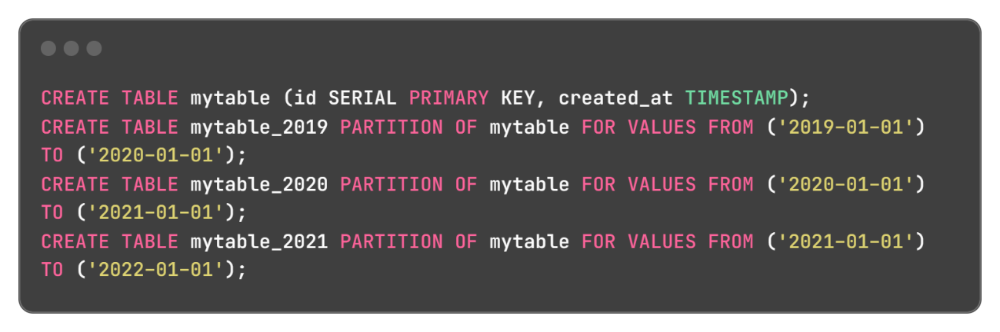 CREATE TABLE mytable (id SERIAL PRIMARY KEY, created_at TIMESTAMP);
CREATE TABLE mytable_2019 PARTITION OF mytable FOR VALUES FROM ('2019-01-01')
TO ('2020-01-01');
CREATE TABLE mytable_2020 PARTITION OF mytable FOR VALUES FROM ('2020-01-01')
TO ('2021-01-01');
CREATE TABLE mytable_2021 PARTITION OF mytable FOR VALUES FROM ('2021-01-01')
TO ('2022-01-01');